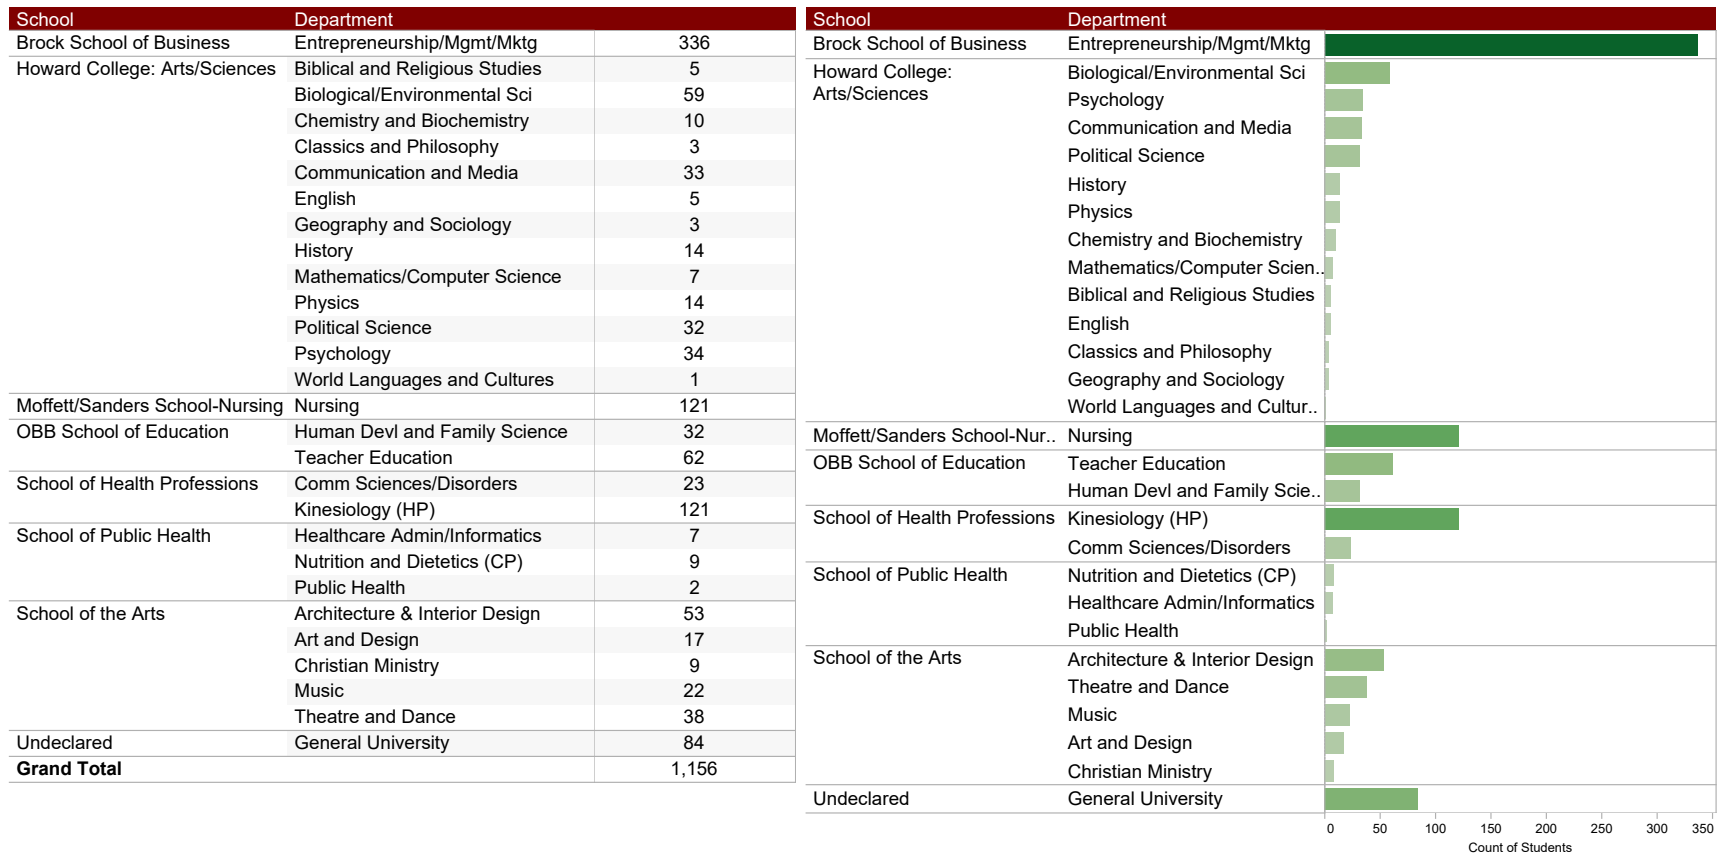 School Department
Brock School of Business Entrepreneurship/Mgmt/Mktg 336
Howard College: Arts/Sciences Biblical and Religious Studies 5
Biological/Environmental Sci 59
Chemistry and Biochemistry 10
Classics and Philosophy 3
Communication and Media 33
English 5
Geography and Sociology 3
History 14
Mathematics/Computer Science 7
Physics 14
Political Science 32
Psychology 34
World Languages and Cultures 1
Moffett/Sanders School-Nursing Nursing 121
OBB School of Education Human Devl and Family Science 32
Teacher Education 62
School of Health Professions Comm Sciences/Disorders 23
Kinesiology (HP) 121
School of Public Health Healthcare Admin/Informatics 7
Nutrition and Dietetics (CP) 9
Public Health 2
School of the Arts Architecture & Interior Design 53
Art and Design 17
Christian Ministry 9
Music 22
Theatre and Dance 38
Undeclared General University 84
Grand Total 1,156
School Department
Brock School of Business Entrepreneurship/Mgmt/Mktg
Howard College: Biological/Environmental Sci
Arts/Sciences
Psychology
Communication and Media
Political Science
History
Physics
Chemistry and Biochemistry
Mathematics/Computer Scien..
Biblical and Religious Studies
English
Classics and Philosophy
Geography and Sociology
World Languages and Cultur..
Moffett/Sanders School-Nur.. Nursing
OBB School of Education Teacher Education
Human Devl and Family Scie..
School of Health Professions Kinesiology (HP)
Comm Sciences/Disorders
School of Public Health Nutrition and Dietetics (CP)
Healthcare Admin/Informatics
Public Health
School of the Arts Architecture & Interior Design
Theatre and Dance
Music
Art and Design
Christian Ministry
Undeclared General University
0 50 100 150 200 250 300 350
Count of Students